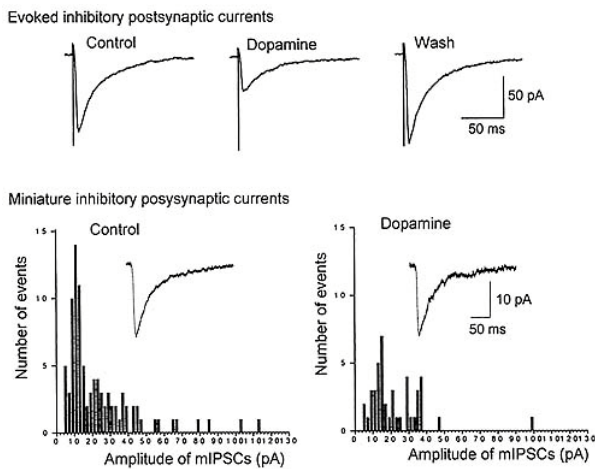 Evoked inhibitory postsynaptic currents
Control Dopamine Wash
50 pA
50 ms
Miniature inhibitory posysynaptic currents
Control Dopamine
15 15
Number of events Number of events
10 10
10 pA
50 ms
5 5
0 0
0 10 20 30 40 50 60 70 80 90 100 110 120 130 0 10 20 30 40 50 60 70 80 90 100 110 120 130
Amplitude of mIPSCs (pA) Amplitude of mIPSCs (pA)